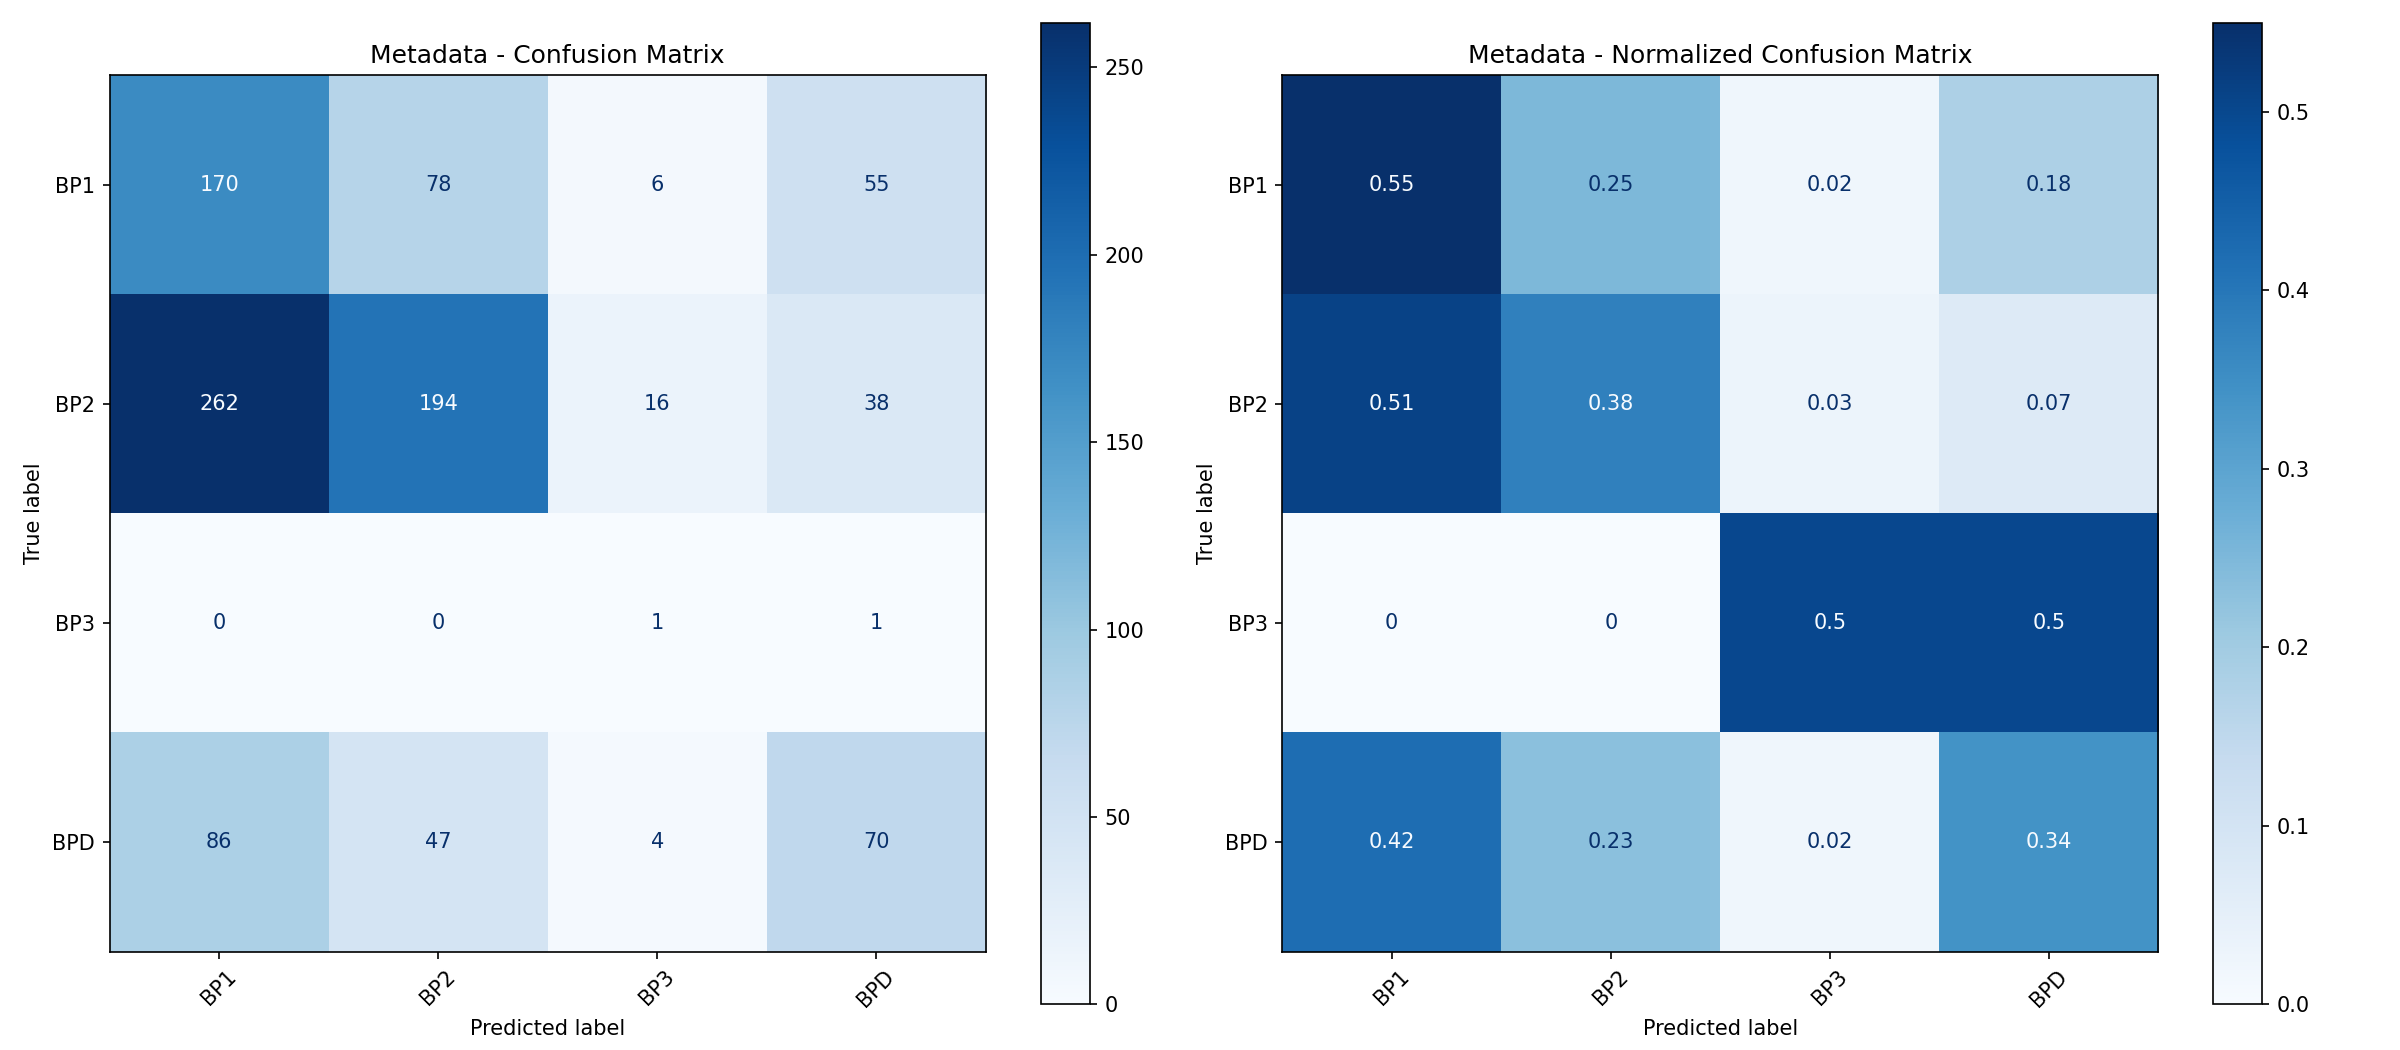 Metadata - Confusion Matrix
True label
BP1 170 78 6 55
BP2 262 194 16 38
BP3 0 0 1 1
BPD 86 47 4 70
BP1 BP2 BP3 BPD
Predicted label
250
200
150
100
50
0
Metadata - Normalized Confusion Matrix
True label
BP1 0.55 0.25 0.02 0.18
BP2 0.51 0.38 0.03 0.07
BP3 0 0 0.5 0.5
BPD 0.42 0.23 0.02 0.34
BP1 BP2 BP3 BPD
Predicted label
0.5
0.4
0.3
0.2
0.1
0.0